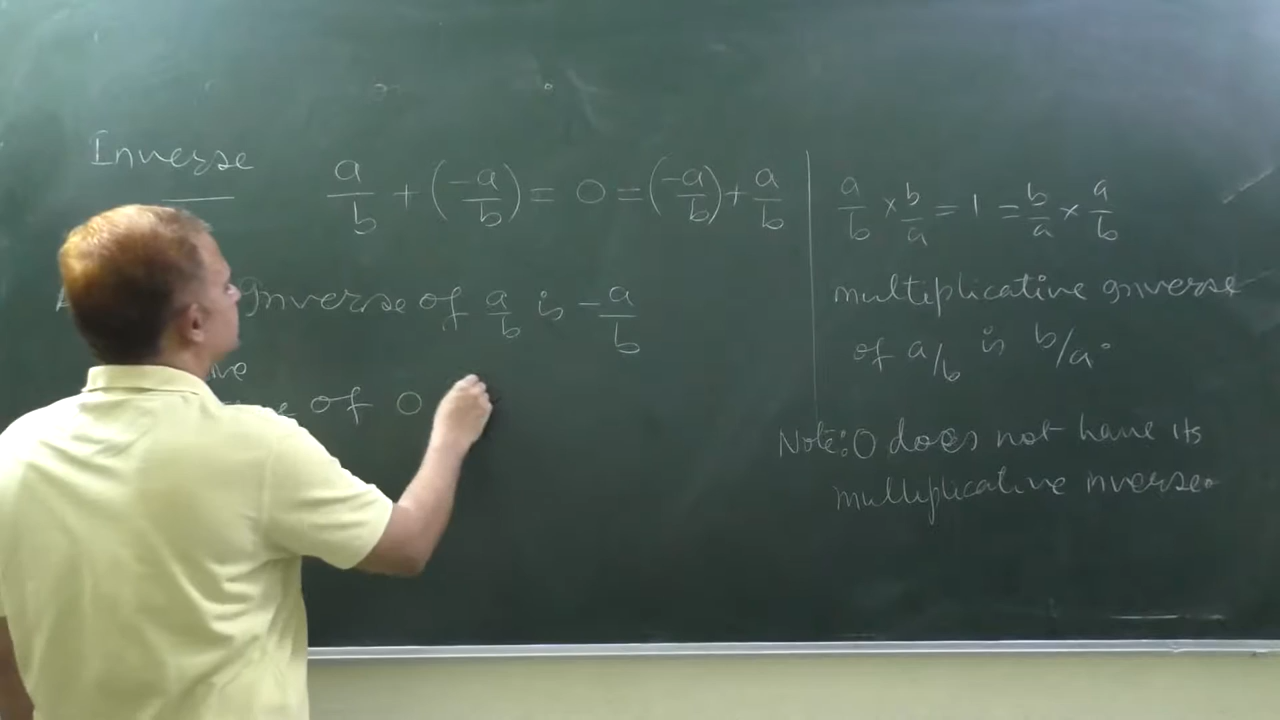 Inverse
a/b + (-a/b) = 0 = (-a/b) + a/b
Inverse of a/b is -a/b
of 0
a/b × b/a = 1 = b/a × a/b
multiplicative Inverse
of a/b is b/a.
Note: 0 does not have its
multiplicative inverse.